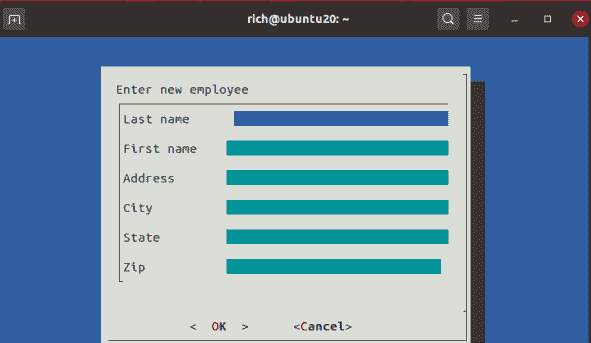 rich@ubuntu20: ~
Enter new employee
Last name
First name
Address
City
State
Zip
< OK > <Cancel>